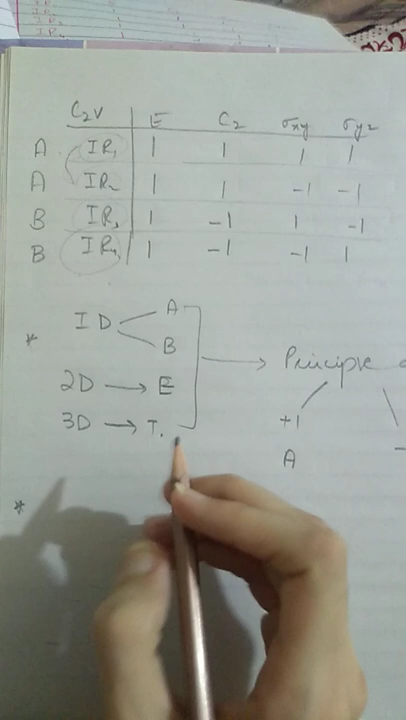 C₂V E C₂ σxy σyz
A IR₁ 1 1 1 1
A IR₂ 1 1 -1 -1
B IR₃ 1 -1 1 -1
B IR₄ 1 -1 -1 1
* 1D A
B
2D → E
3D → T.
→ Principle
+1 -
A
*